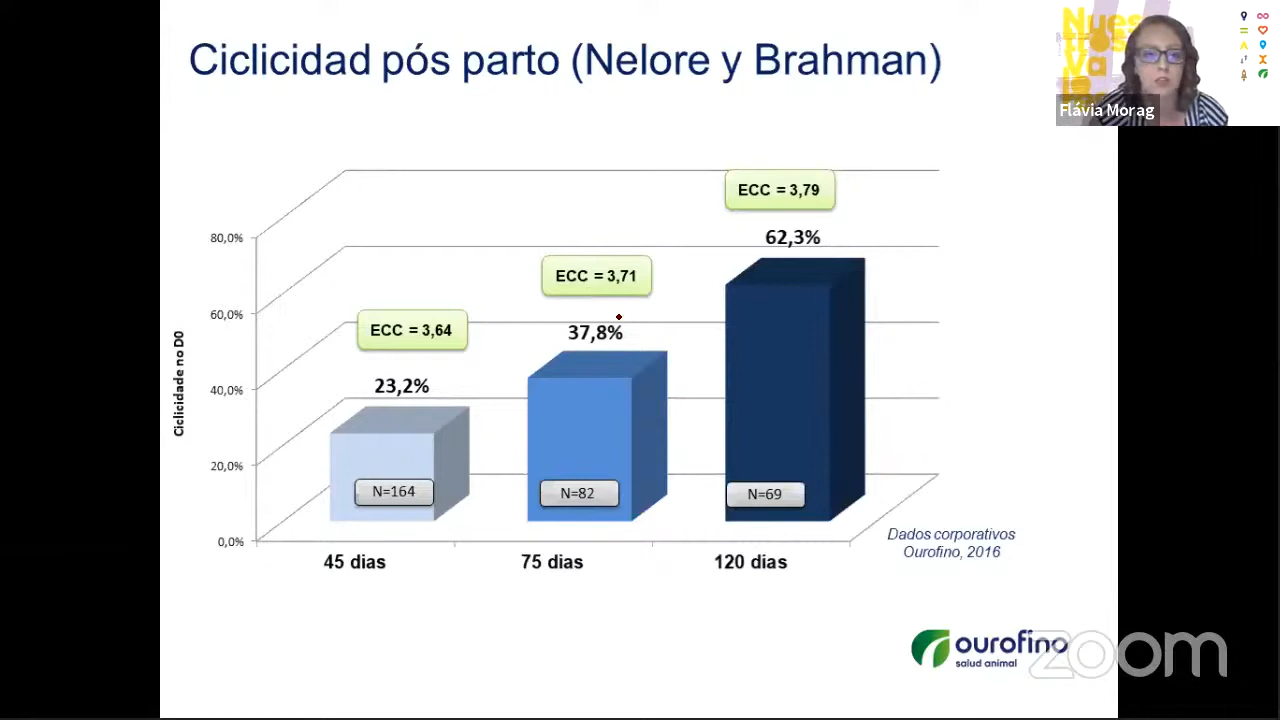 Ciclicidad pós parto (Nelore y Brahman)
Flávia Morag
ECC = 3,79
62,3%
ECC = 3,71
37,8%
ECC = 3,64
23,2%
80,0%
60,0%
40,0%
20,0%
0,0%
Ciclicidade no D0
N=164
N=82
N=69
45 dias
75 dias
120 dias
Dados corporativos
Ourofino, 2016
ourofino
salud animal
zoom